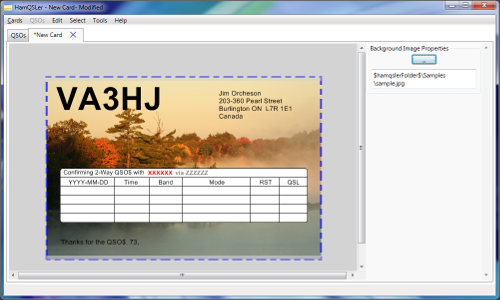 HamQSLer - New Card- Modified
Cards QSOs Edit Select Tools Help
QSOs *New Card X
Background Image Properties
...
$hamqslerFolder$\Samples
\sample.jpg
VA3HJ
Jim Orcheson
203-360 Pearl Street
Burlington ON L7R 1E1
Canada
Confirming 2-Way QSO$ with XXXXXX via ZZZZZZ
YYYY-MM-DD Time Band Mode RST QSL
Thanks for the QSO$. 73,